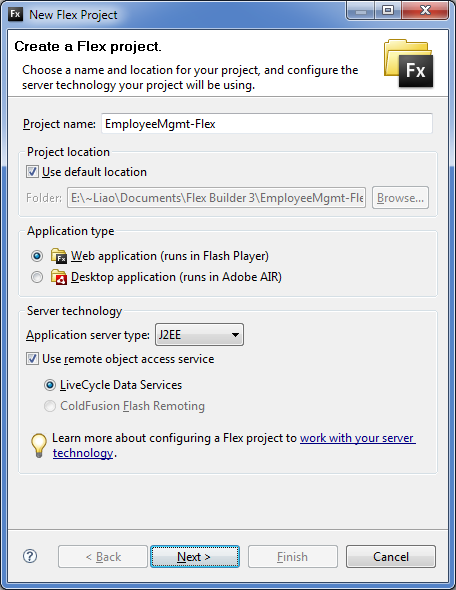 Fx New Flex Project
Create a Flex project.
Choose a name and location for your project, and configure the
server technology your project will be using.
Fx
Project name: EmployeeMgmt-Flex
Project location
Use default location
Folder: E:\~Liao\Documents\Flex Builder 3\EmployeeMgmt-Fle Browse...
Application type
Fx Web application (runs in Flash Player)
Desktop application (runs in Adobe AIR)
Server technology
Application server type: J2EE
Use remote object access service
LiveCycle Data Services
ColdFusion Flash Remoting
Learn more about configuring a Flex project to work with your server
technology.
? < Back Next > Finish Cancel